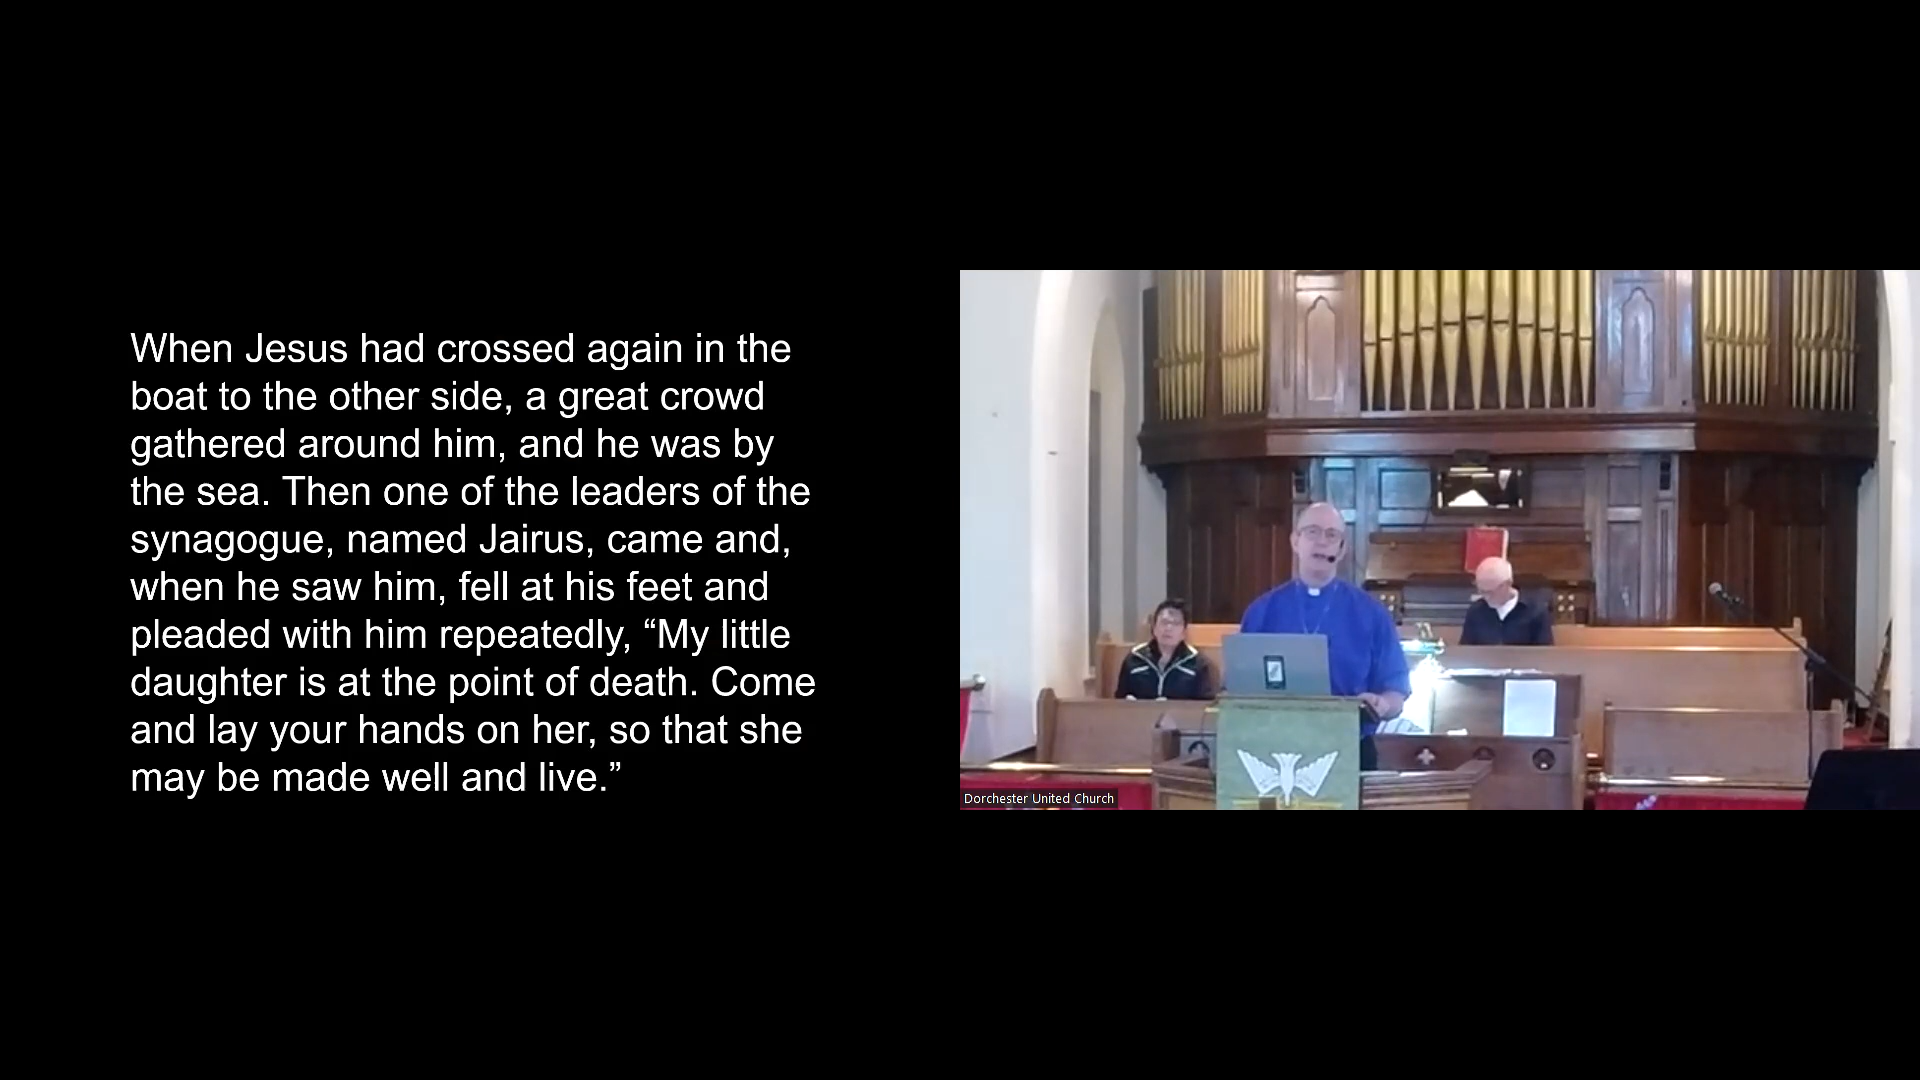 When Jesus had crossed again in the
boat to the other side, a great crowd
gathered around him, and he was by
the sea. Then one of the leaders of the
synagogue, named Jairus, came and,
when he saw him, fell at his feet and
pleaded with him repeatedly, “My little
daughter is at the point of death. Come
and lay your hands on her, so that she
may be made well and live.”
Dorchester United Church